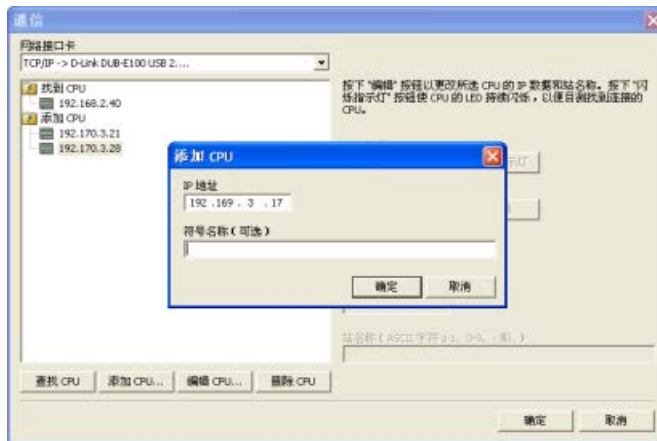 通信
网络接口卡
TCP/IP -> D-Link DUB-E100 USB 2....
找到 CPU
192.168.2.40
添加 CPU
192.170.3.21
192.170.3.28
按下“编辑”按钮以更改所选 CPU 的 IP 数据和站名称。按下“闪
烁指示灯”按钮使 CPU 的 LED 持续闪烁，以便目测找到连接的
CPU。
示灯
添加 CPU
IP 地址
192 .169 . 3 .17
符号名称(可选)
确定
取消
站名称(ASCII 字符 a-z、0-9、- 和 .)
查找 CPU
添加 CPU...
编辑 CPU...
删除 CPU
确定
取消